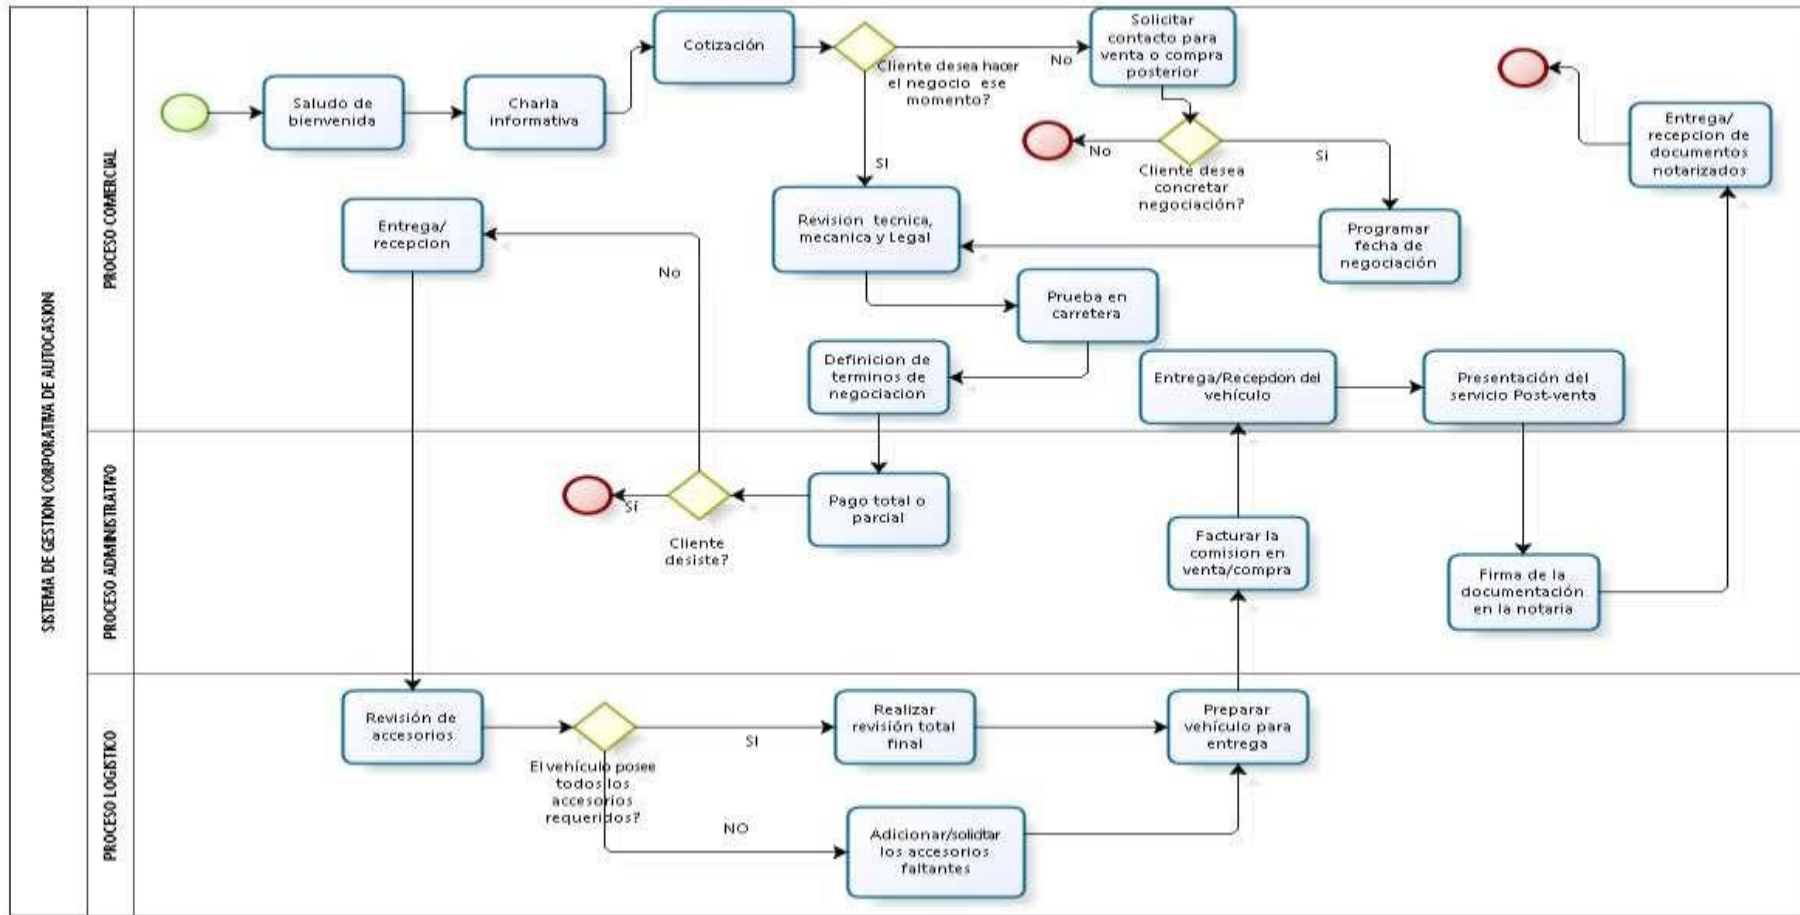 SISTEMA DE GESTION CORPORATIVA DE AUTOCASION
PROCESO COMERCIAL
Saludo de
bienvenida
Charla
informativa
Cotización
Cliente desea hacer
el negocio ese
momento?
No
SI
Solicitar
contacto para
venta o compra
posterior
No
Si
Cliente desea
concretar
negociación?
Programar
fecha de
negociación
Entrega/
recepcion de
documentos
notarizados
Entrega/
recepcion
No
Revision tecnica,
mecanica y Legal
Prueba en
carretera
Definicion de
terminos de
negociacion
Entrega/Recepcion del
vehículo
Presentación del
servicio Post-venta
PROCESO ADMINISTRATIVO
Sí
Cliente
desiste?
Pago total o
parcial
Facturar la
comision en
venta/compra
Firma de la
documentación
en la notaria
PROCESO LOGISTICO
Revisión de
accesorios
El vehículo posee
todos los
accesorios
requeridos?
SI
NO
Realizar
revisión total
final
Adicionar/solicitar
los accesorios
faltantes
Preparar
vehículo para
entrega